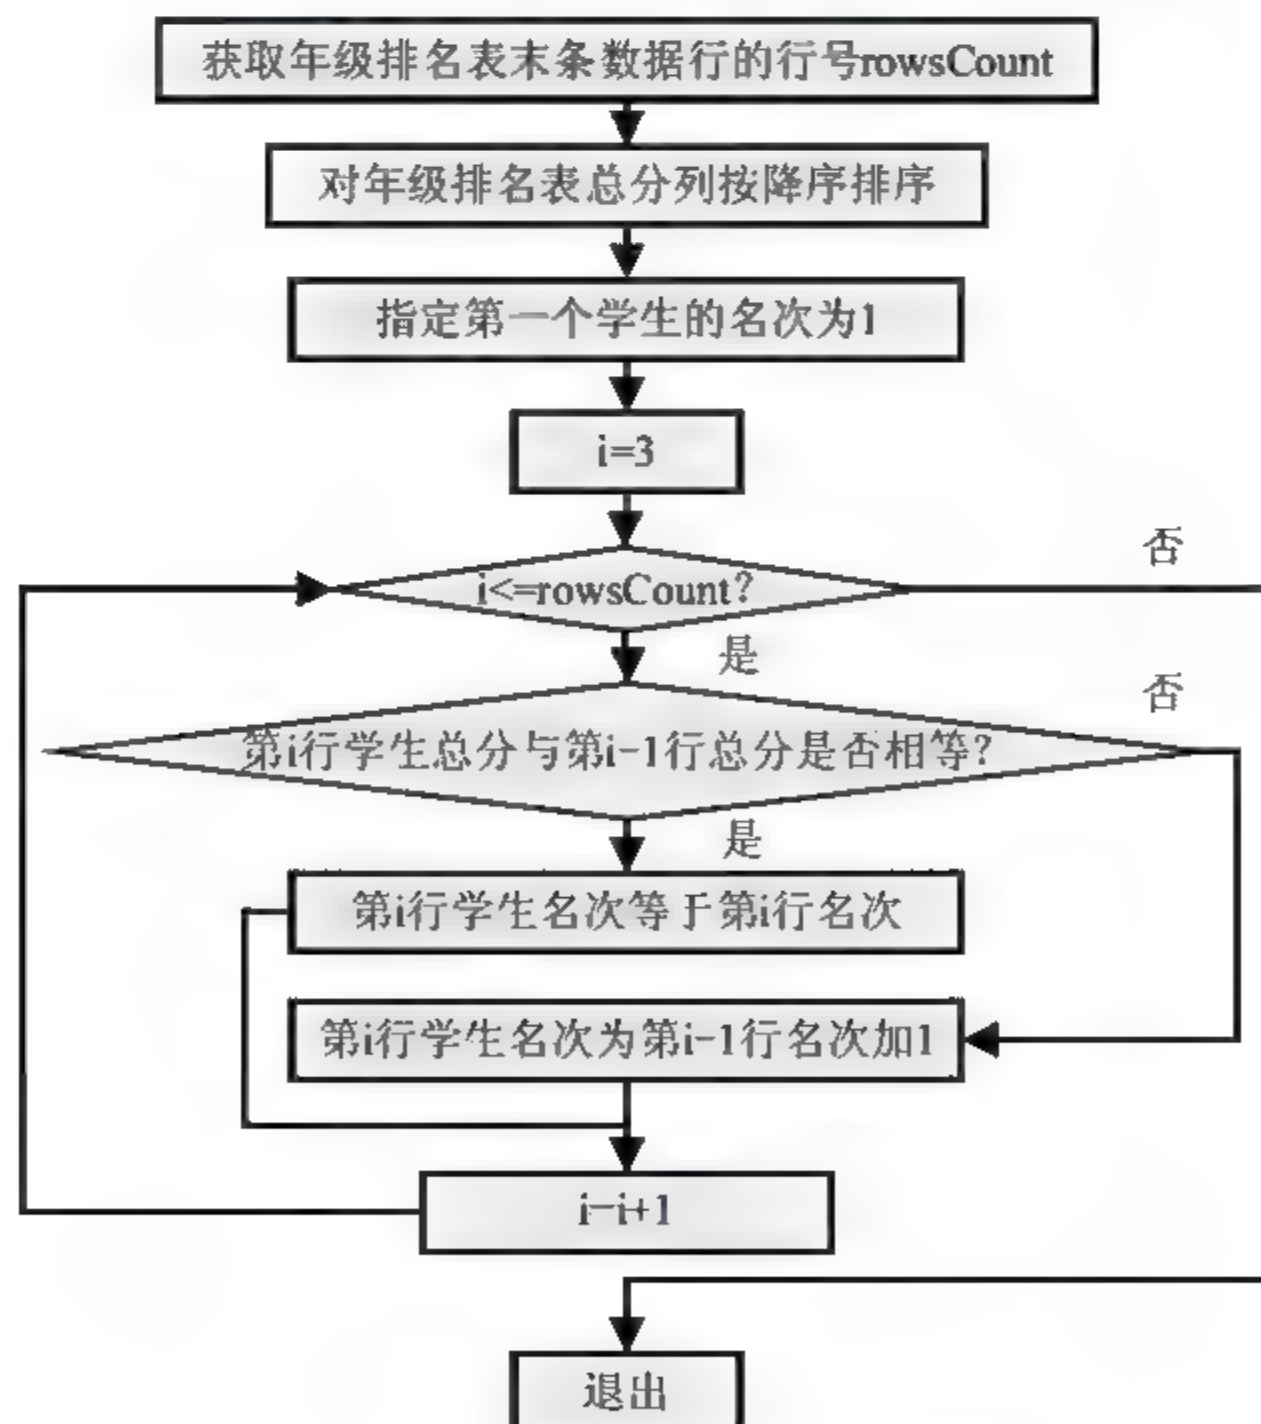 获取年级排名表末条数据行的行号rowsCount
对年级排名表总分列按降序排序
指定第一个学生的名次为1
i=3
i<=rowsCount?
否
是
否
第i行学生总分与第i-1行总分是否相等?
是
第i行学生名次等于第i行名次
第i行学生名次为第i-1行名次加1
i-i+1
退出